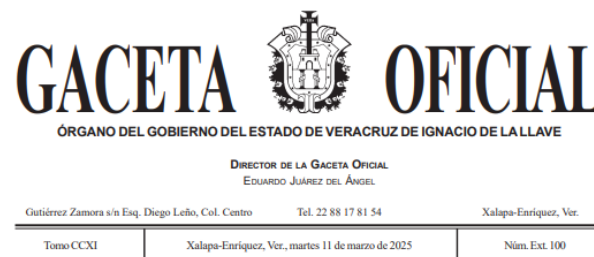 GACETA OFICIAL
ÓRGANO DEL GOBIERNO DEL ESTADO DE VERACRUZ DE IGNACIO DE LA LLAVE
DIRECTOR DE LA GACETA OFICIAL
EDUARDO JUÁREZ DEL ÁNGEL
Gutiérrez Zamora s/n Esq. Diego Leño, Col. Centro Tel. 22 88 17 81 54 Xalapa-Enríquez, Ver.
Tomo CCXI Xalapa-Enríquez, Ver., martes 11 de marzo de 2025 Núm. Ext. 100